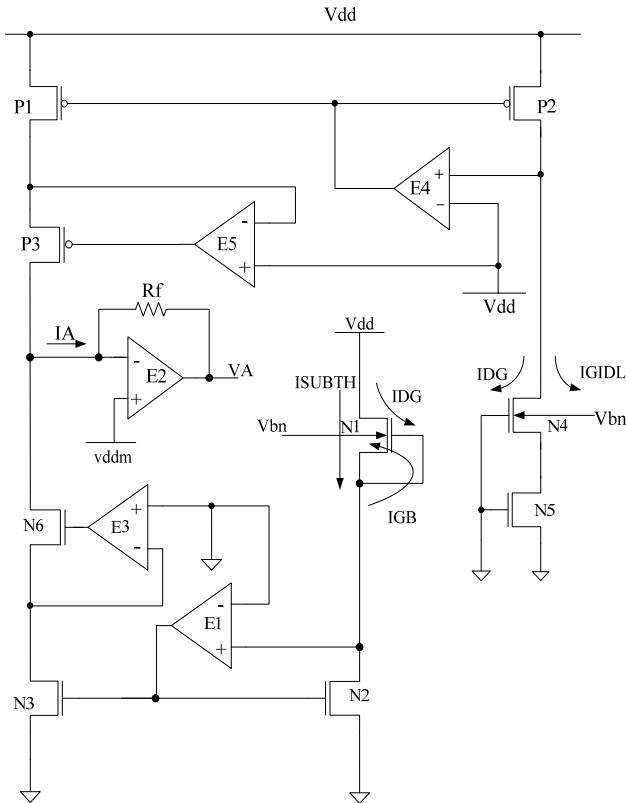 Vdd
P1
P2
+
E4
-
P3
-
E5
+
Vdd
Rf
IA
-
E2
VA
+
vddm
Vdd
ISUBTH
IDG
Vbn
N1
IGB
IDG
IGIDL
N4
Vbn
N5
N6
+
E3
-
-
E1
+
N3
N2